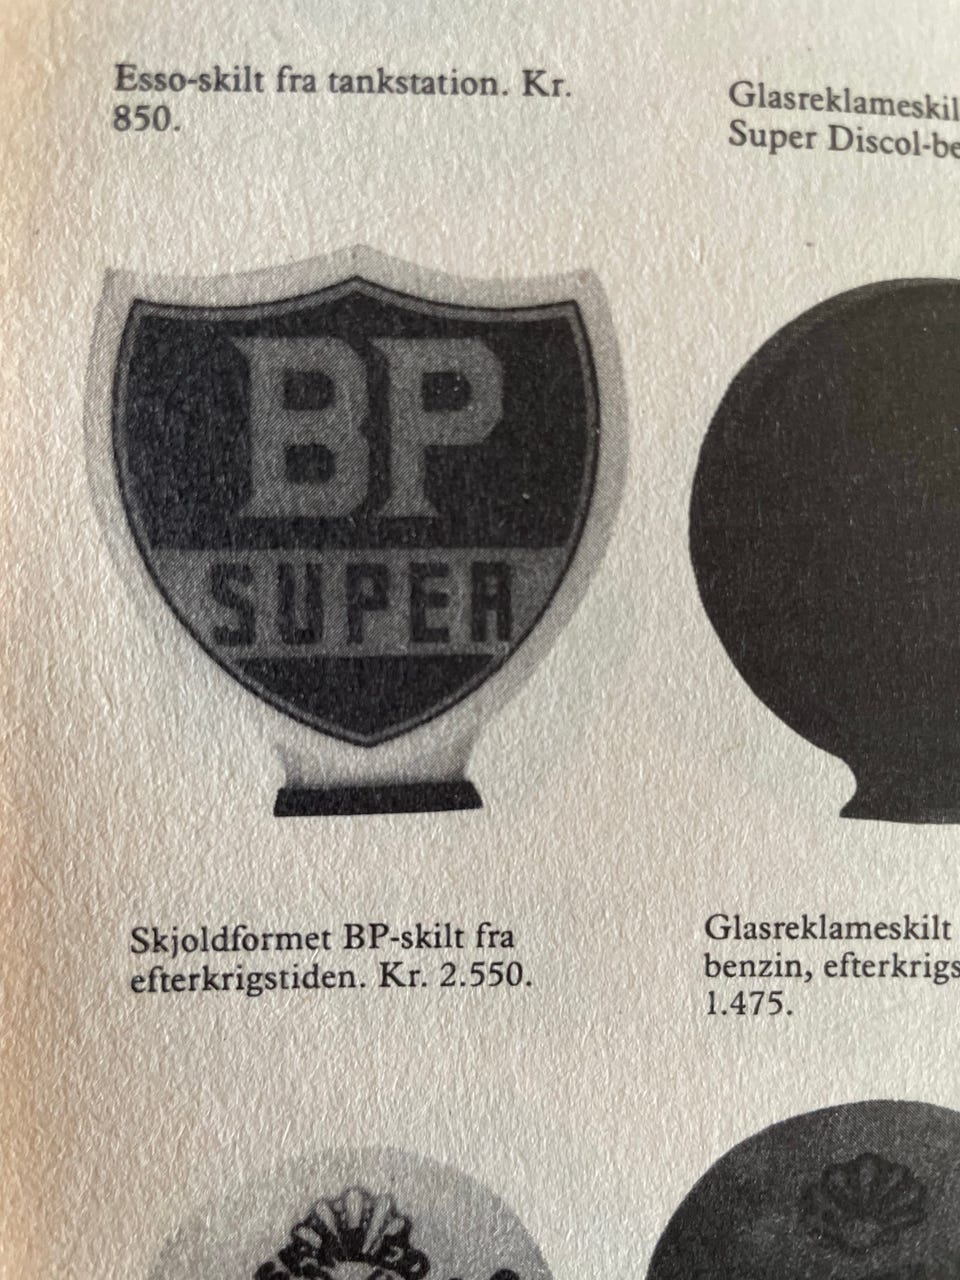 Esso-skilt fra tankstation. Kr.
850.
Glasreklameskil
Super Discol-be
BP
SUPER
Skjoldformet BP-skilt fra
efterkrigstiden. Kr. 2.550.
Glasreklameskilt
benzin, efterkrigs
1.475.